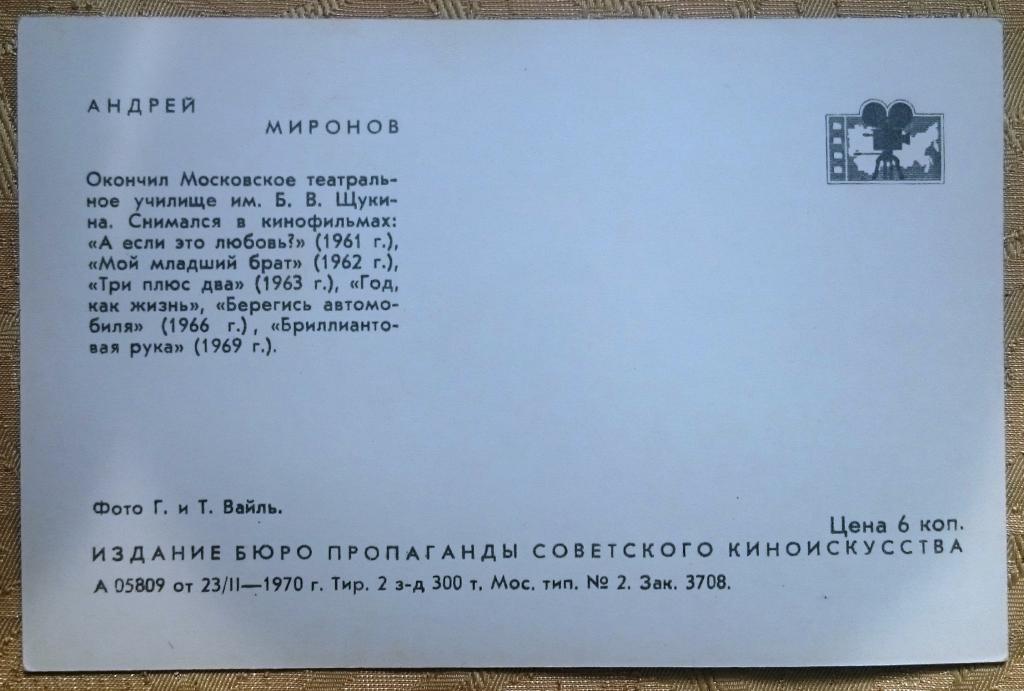 АНДРЕЙ
МИРОНОВ
Окончил Московское театраль-
ное училище им. Б. В. Щуки-
на. Снимался в кинофильмах:
«А если это любовь?» (1961 г.),
«Мой младший брат» (1962 г.),
«Три плюс два» (1963 г.), «Год,
как жизнь», «Берегись автомо-
биля» (1966 г.), «Бриллианто-
вая рука» (1969 г.).
Фото Г. и Т. Вайль.
Цена 6 коп.
ИЗДАНИЕ БЮРО ПРОПАГАНДЫ СОВЕТСКОГО КИНОИСКУССТВА
А 05809 от 23/II—1970 г. Тир. 2 з-д 300 т. Мос. тип. № 2. Зак. 3708.